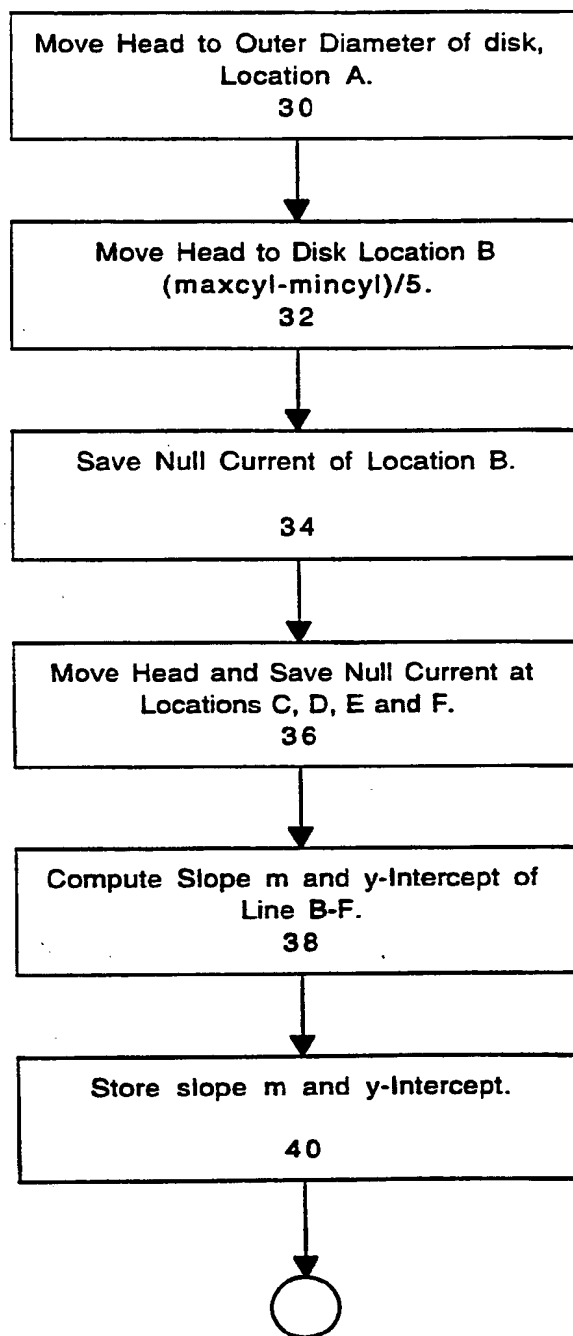 Move Head to Outer Diameter of disk,
Location A.
30
Move Head to Disk Location B
(maxcyl-mincyl)/5.
32
Save Null Current of Location B.
34
Move Head and Save Null Current at
Locations C, D, E and F.
36
Compute Slope m and y-Intercept of
Line B-F.
38
Store slope m and y-Intercept.
40